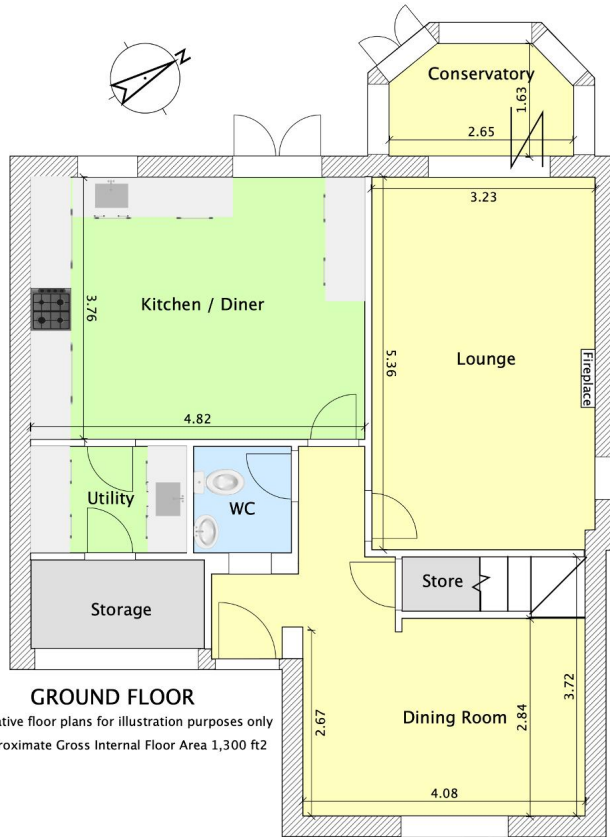 N
Conservatory
1.63
2.65
3.23
3.76
Kitchen / Diner
5.36
Lounge
Fireplace
4.82
Utility
WC
Store
Storage
GROUND FLOOR
floor plans for illustration purposes only
Gross Internal Floor Area 1,300 ft2
2.67
Dining Room
2.84
3.72
4.08